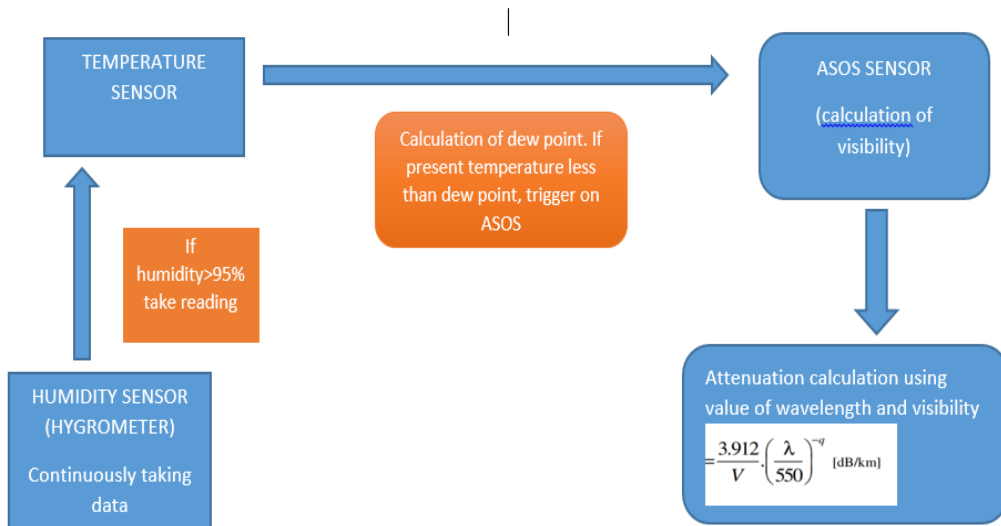 TEMPERATURE
SENSOR
ASOS SENSOR
(calculation of
visibility)
Calculation of dew point. If
present temperature less
than dew point, trigger on
ASOS
If
humidity>95%
take reading
HUMIDITY SENSOR
(HYGROMETER)
Continuously taking
data
Attenuation calculation using
value of wavelength and visibility
=3.912/V.(λ/550)^-q [dB/km]